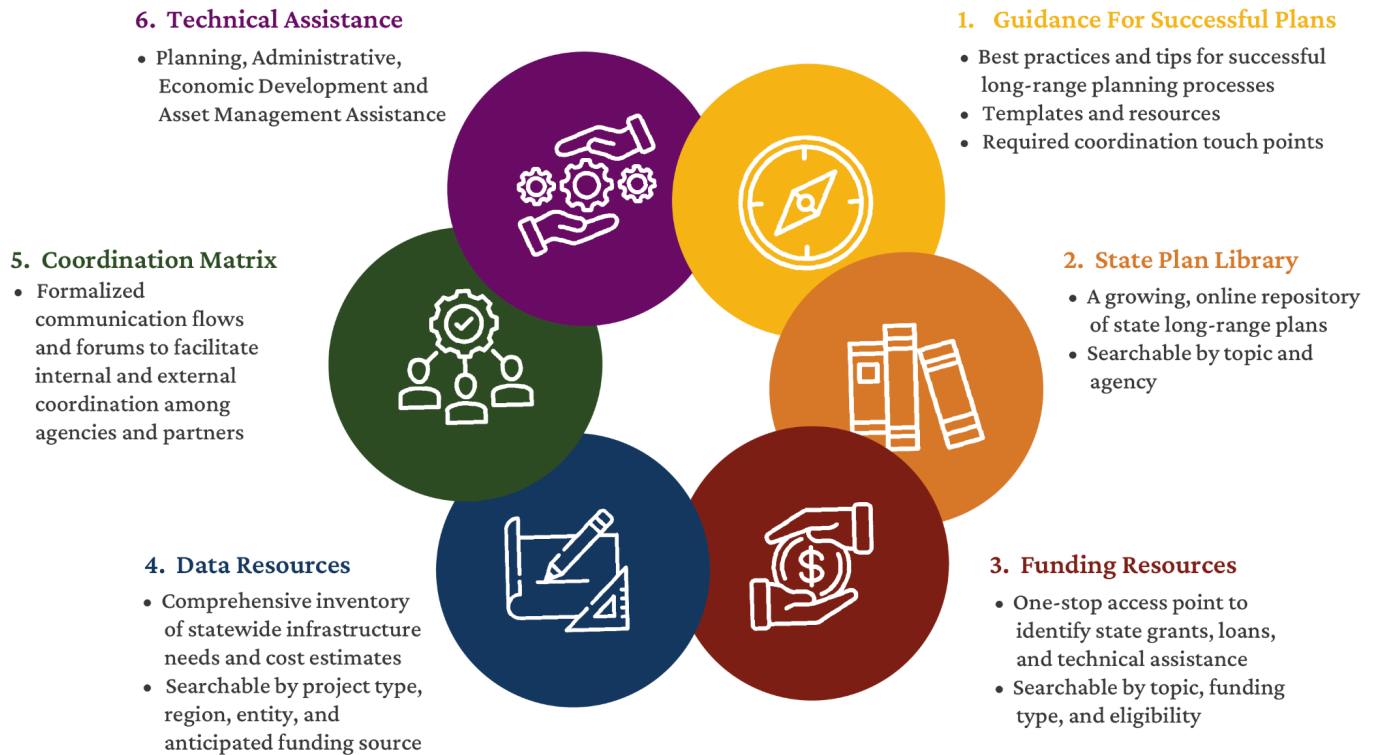 1. Guidance For Successful Plans
• Best practices and tips for successful
long-range planning processes
• Templates and resources
• Required coordination touch points
2. State Plan Library
• A growing, online repository
of state long-range plans
• Searchable by topic and
agency
3. Funding Resources
• One-stop access point to
identify state grants, loans,
and technical assistance
• Searchable by topic, funding
type, and eligibility
$
4. Data Resources
• Comprehensive inventory
of statewide infrastructure
needs and cost estimates
• Searchable by project type,
region, entity, and
anticipated funding source
5. Coordination Matrix
• Formalized
communication flows
and forums to facilitate
internal and external
coordination among
agencies and partners
6. Technical Assistance
• Planning, Administrative,
Economic Development and
Asset Management Assistance